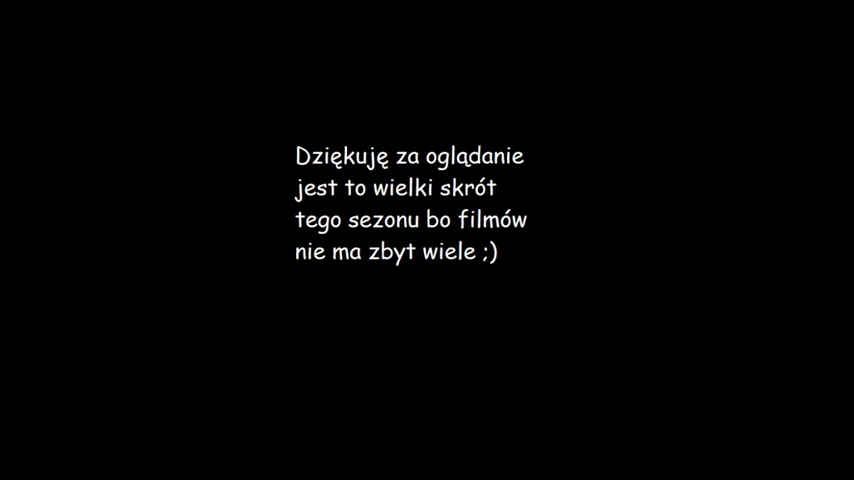 Dziękuję za oglądanie
jest to wielki skrót
tego sezonu bo filmów
nie ma zbyt wiele ;)